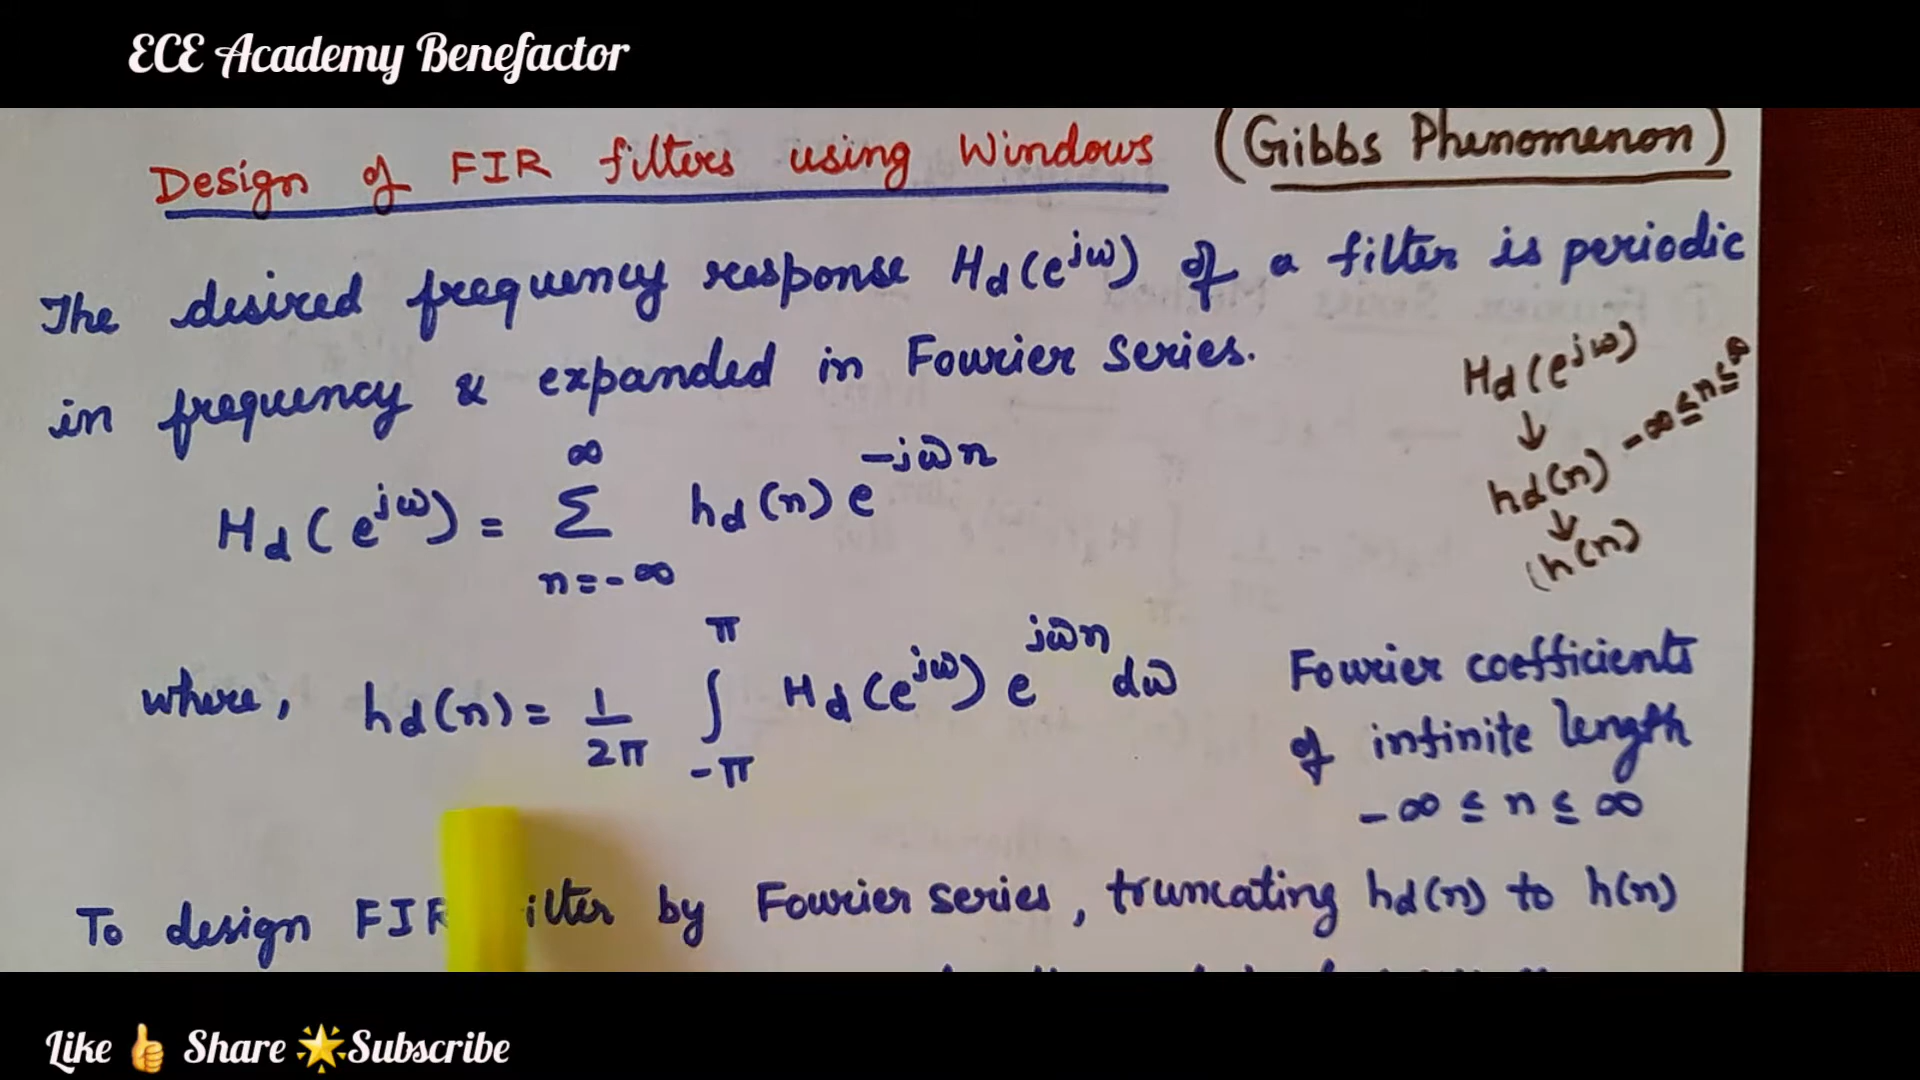 ECE Academy Benefactor
Design of FIR filters using Windows (Gibbs Phenomenon)
The desired frequency response Hd(e^jω) of a filter is periodic
in frequency & expanded in Fourier Series.
Hd(e^jω)
↓
hd(n) -∞≤n≤∞
↓
(h(n)
Hd(e^jω) = ∑_{n=-∞}^{∞} hd(n) e^-jωn
where, hd(n) = 1/2π ∫_{-π}^{π} Hd(e^jω) e^jωn dω
Fourier coefficients
of infinite length
-∞ ≤ n ≤ ∞
To design FIR ilter by Fourier series, truncating hd(n) to h(n)
Like 👍 Share 🌟Subscribe